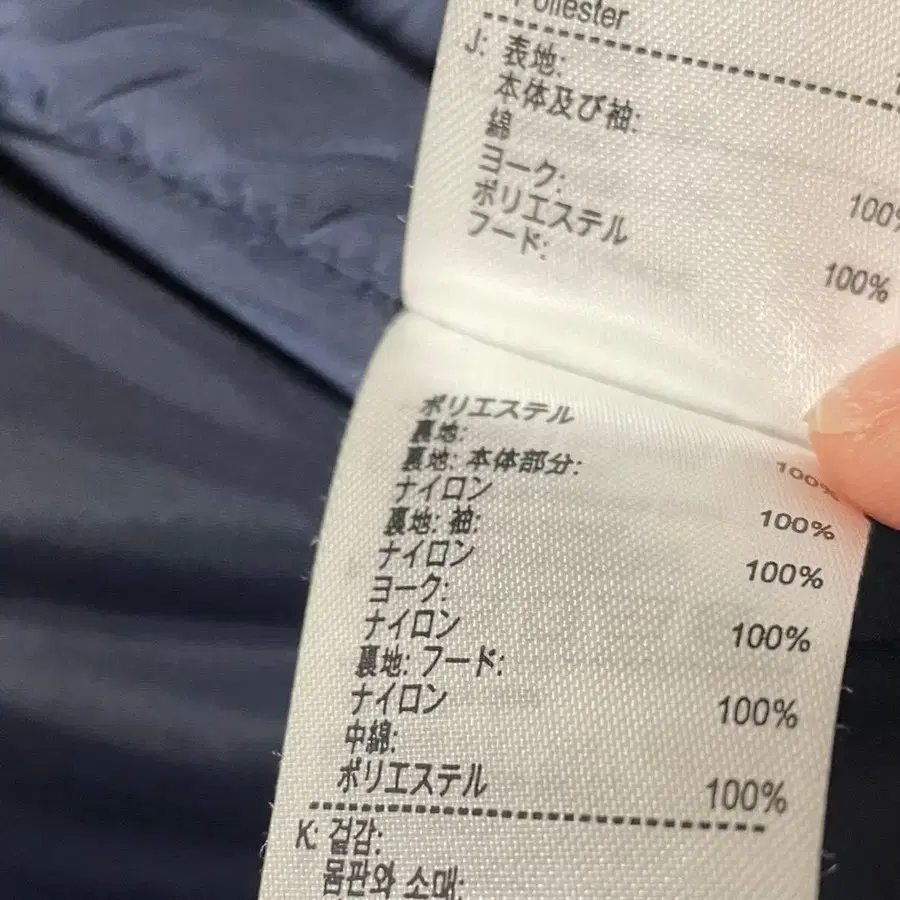 Poliester
J: 表地:
本体及び袖:
綿 100%
ヨーク:
ポリエステル 100%
フード:
ポリエステル 100%
裏地:
裏地: 本体部分:
ナイロン 100%
裏地: 袖:
ナイロン 100%
ヨーク:
ナイロン 100%
裏地: フード:
ナイロン 100%
中綿:
ポリエステル 100%
K: 겉감:
몸판와 소매: